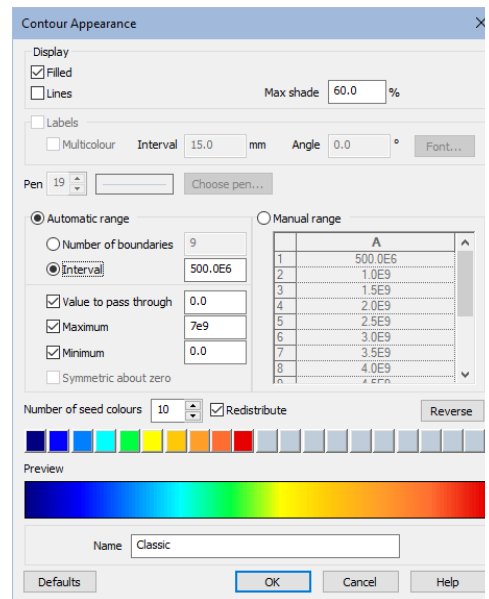 Contour Appearance
Display
Filled
Lines
Max shade 60.0 %
Labels
Multicolour Interval 15.0 mm Angle 0.0 ° Font...
Pen 19 Choose pen...
Automatic range
Number of boundaries 9
Interval 500.0E6
Value to pass through 0.0
Maximum 7e9
Minimum 0.0
Symmetric about zero
Manual range
A
1 500.0E6
2 1.0E9
3 1.5E9
4 2.0E9
5 2.5E9
6 3.0E9
7 3.5E9
8 4.0E9
Number of seed colours 10 Redistribute Reverse
Preview
Name Classic
Defaults OK Cancel Help